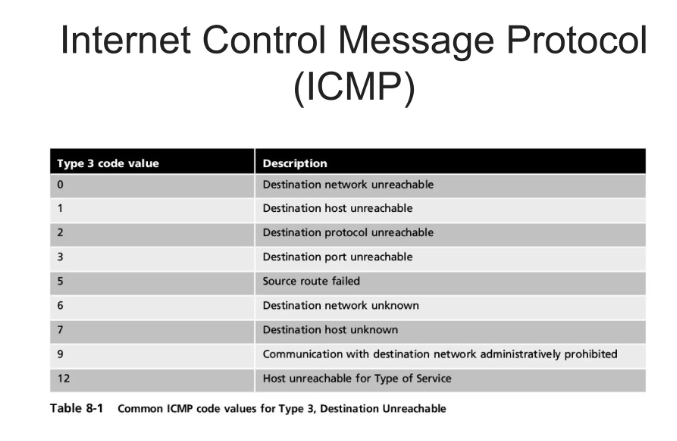 Internet Control Message Protocol
(ICMP)
Type 3 code value Description
0 Destination network unreachable
1 Destination host unreachable
2 Destination protocol unreachable
3 Destination port unreachable
5 Source route failed
6 Destination network unknown
7 Destination host unknown
9 Communication with destination network administratively prohibited
12 Host unreachable for Type of Service
Table 8-1 Common ICMP code values for Type 3, Destination Unreachable